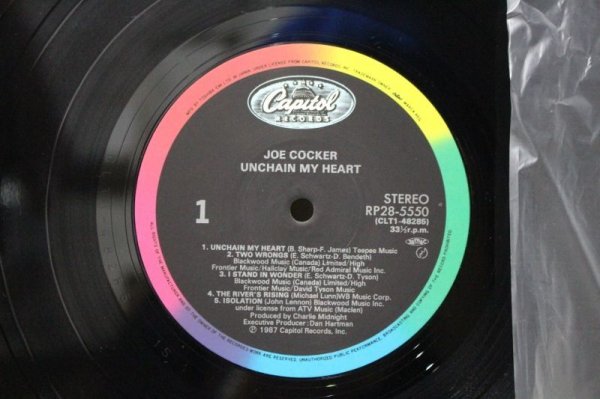 Capitol
RECORDS
JOE COCKER
UNCHAIN MY HEART
1
STEREO
RP28-5550
(CLT1-48285)
33⅓r.p.m.
1. UNCHAIN MY HEART (B. Sharp-F. James) Teepee Music
2. TWO WRONGS (E. Schwartz-D. Bendeth)
Blackwood Music (Canada) Limited/High
Frontier Music/Hallclay Music/Red Admiral Music Inc.
3. I STAND IN WONDER (E. Schwartz-D. Tyson)
Blackwood Music (Canada) Limited/High
Frontier Music/David Tyson Music
4. THE RIVER'S RISING (Michael Lunn)WB Music Corp.
5. ISOLATION (John Lennon) Blackwood Music Inc.
under license from ATV Music (Maclen)
Produced by Charlie Midnight
Executive Producer: Dan Hartman
℗ 1987 Capitol Records, Inc.